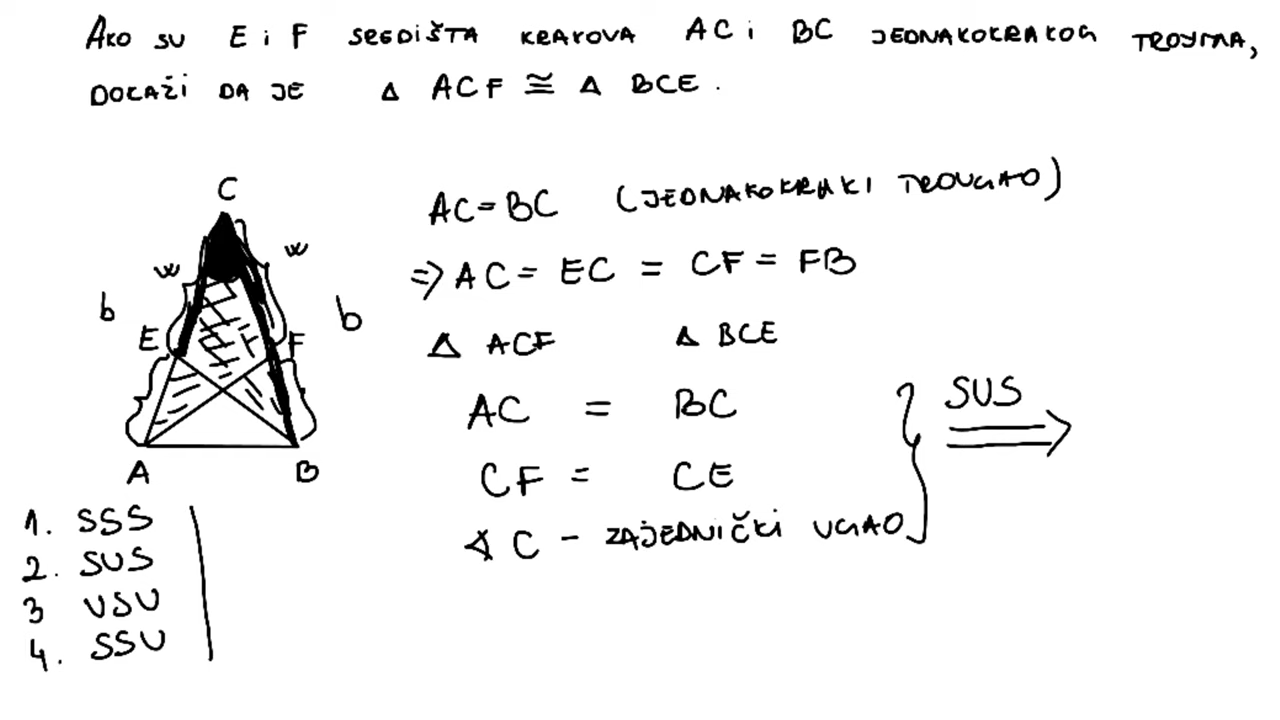 AKO SU E i F SREDIŠTA KRAKOVA AC i BC JEDNAKOKRAKOG TROUGLA,
DOKAŽI DA JE △ ACF ≅ △ BCE.
C
w
w
b
b
E
F
A
B
1. SSS
2. SUS
3 USU
4. SSU
AC=BC (JEDNAKOKRAKI TROUGAO)
⇒ AC = EC = CF = FB
△ ACF △ BCE
AC = BC
CF = CE
∢ C - ZAJEDNIČKI UGAO
SUS
⟹